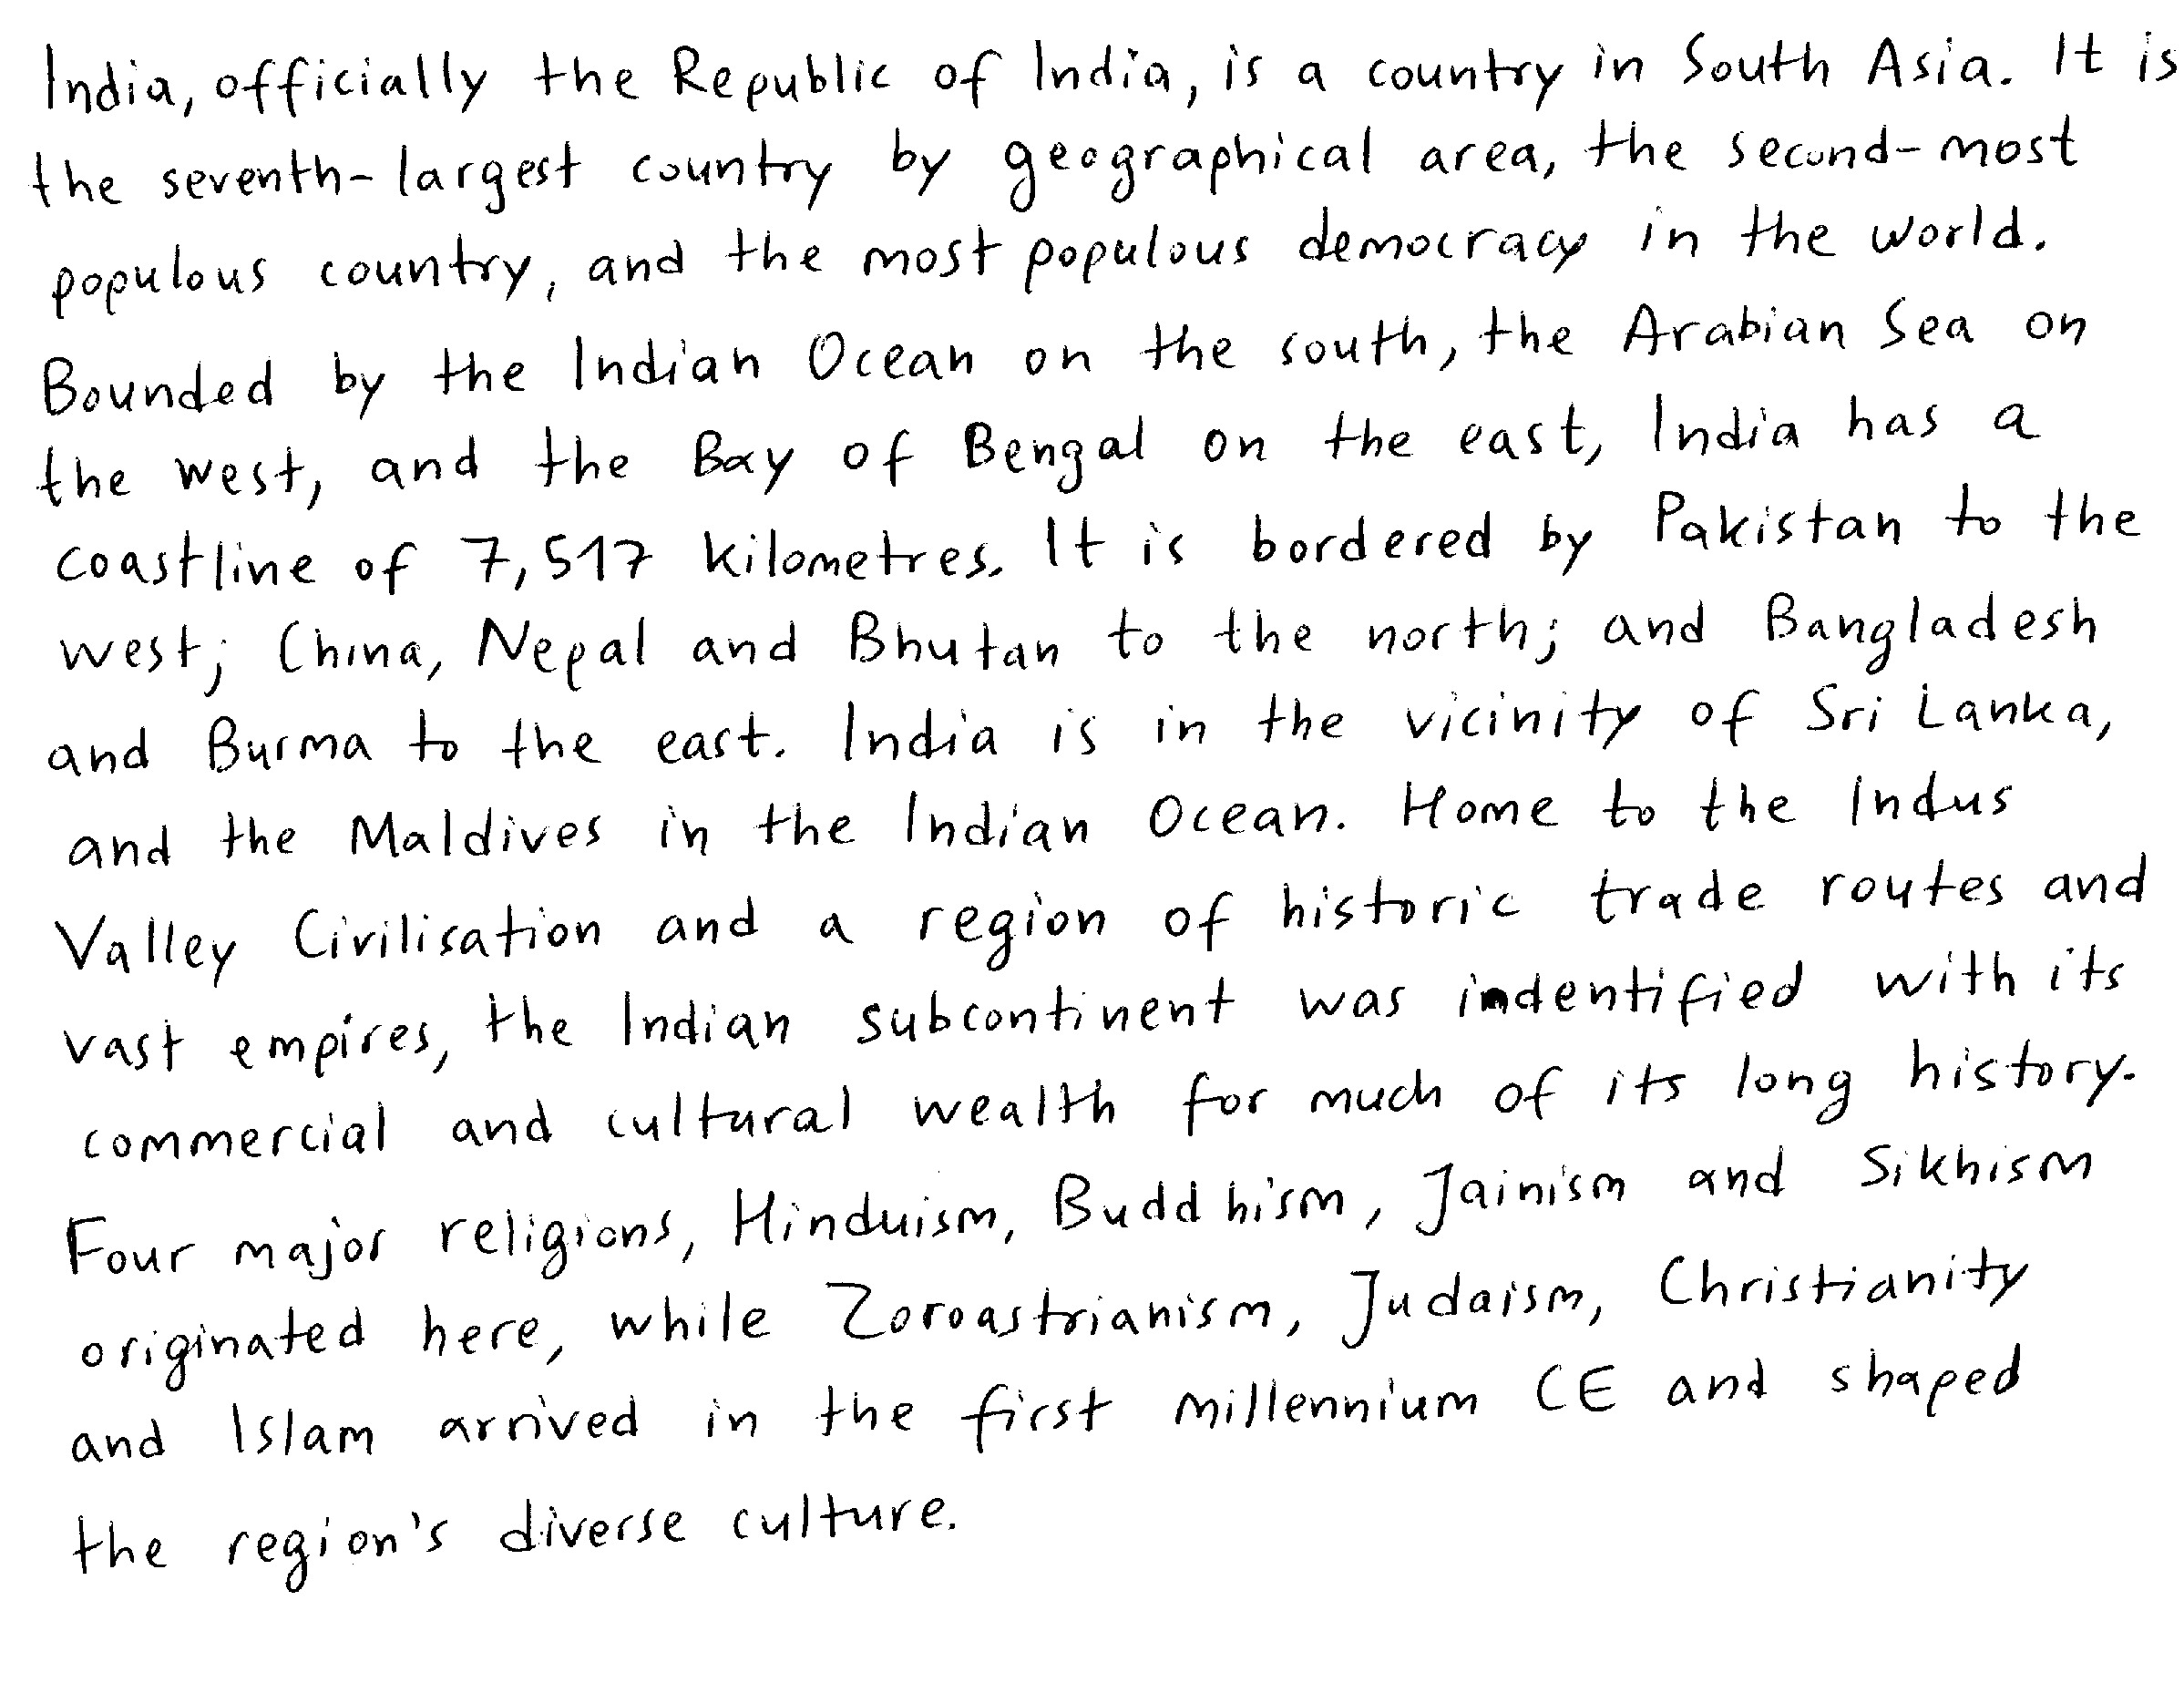 India, officially the Republic of India, is a country in South Asia. It is
the seventh-largest country by geographical area, the second-most
populous country, and the most populous democracy in the world.
Bounded by the Indian Ocean on the south, the Arabian Sea on
the west, and the Bay of Bengal on the east, India has a
coastline of 7,517 kilometres. It is bordered by Pakistan to the
west; China, Nepal and Bhutan to the north; and Bangladesh
and Burma to the east. India is in the vicinity of Sri Lanka,
and the Maldives in the Indian Ocean. Home to the Indus
Valley Civilisation and a region of historic trade routes and
vast empires, the Indian subcontinent was indentified with its
commercial and cultural wealth for much of its long history.
Four major religions, Hinduism, Buddhism, Jainism and Sikhism
originated here, while Zoroastrianism, Judaism, Christianity
and Islam arrived in the first millennium CE and shaped
the region's diverse culture.